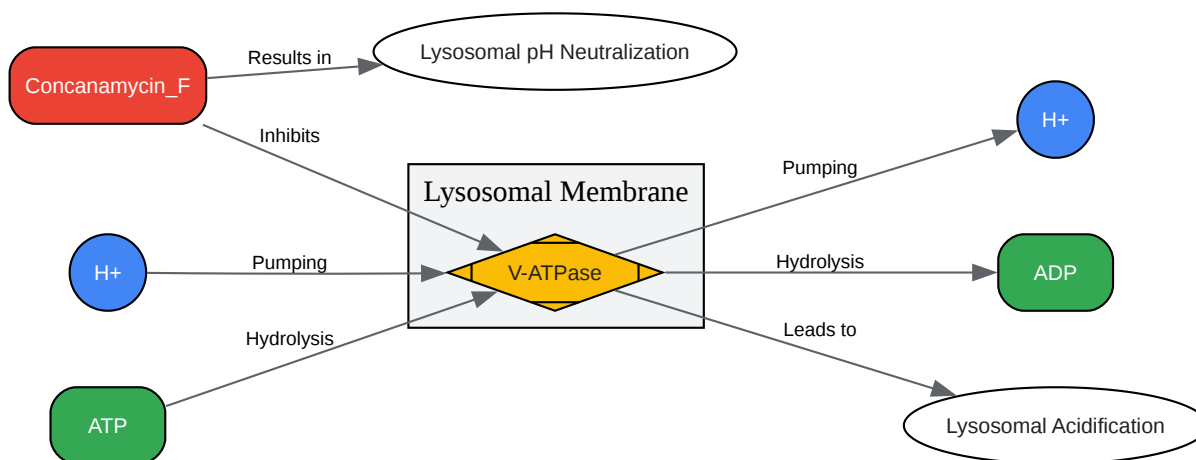 Results in
Lysosomal pH Neutralization
Concanamycin_F
Inhibits
H+
Pumping
Lysosomal Membrane
H+
Pumping
V-ATPase
Hydrolysis
ADP
Hydrolysis
Leads to
ATP
Lysosomal Acidification